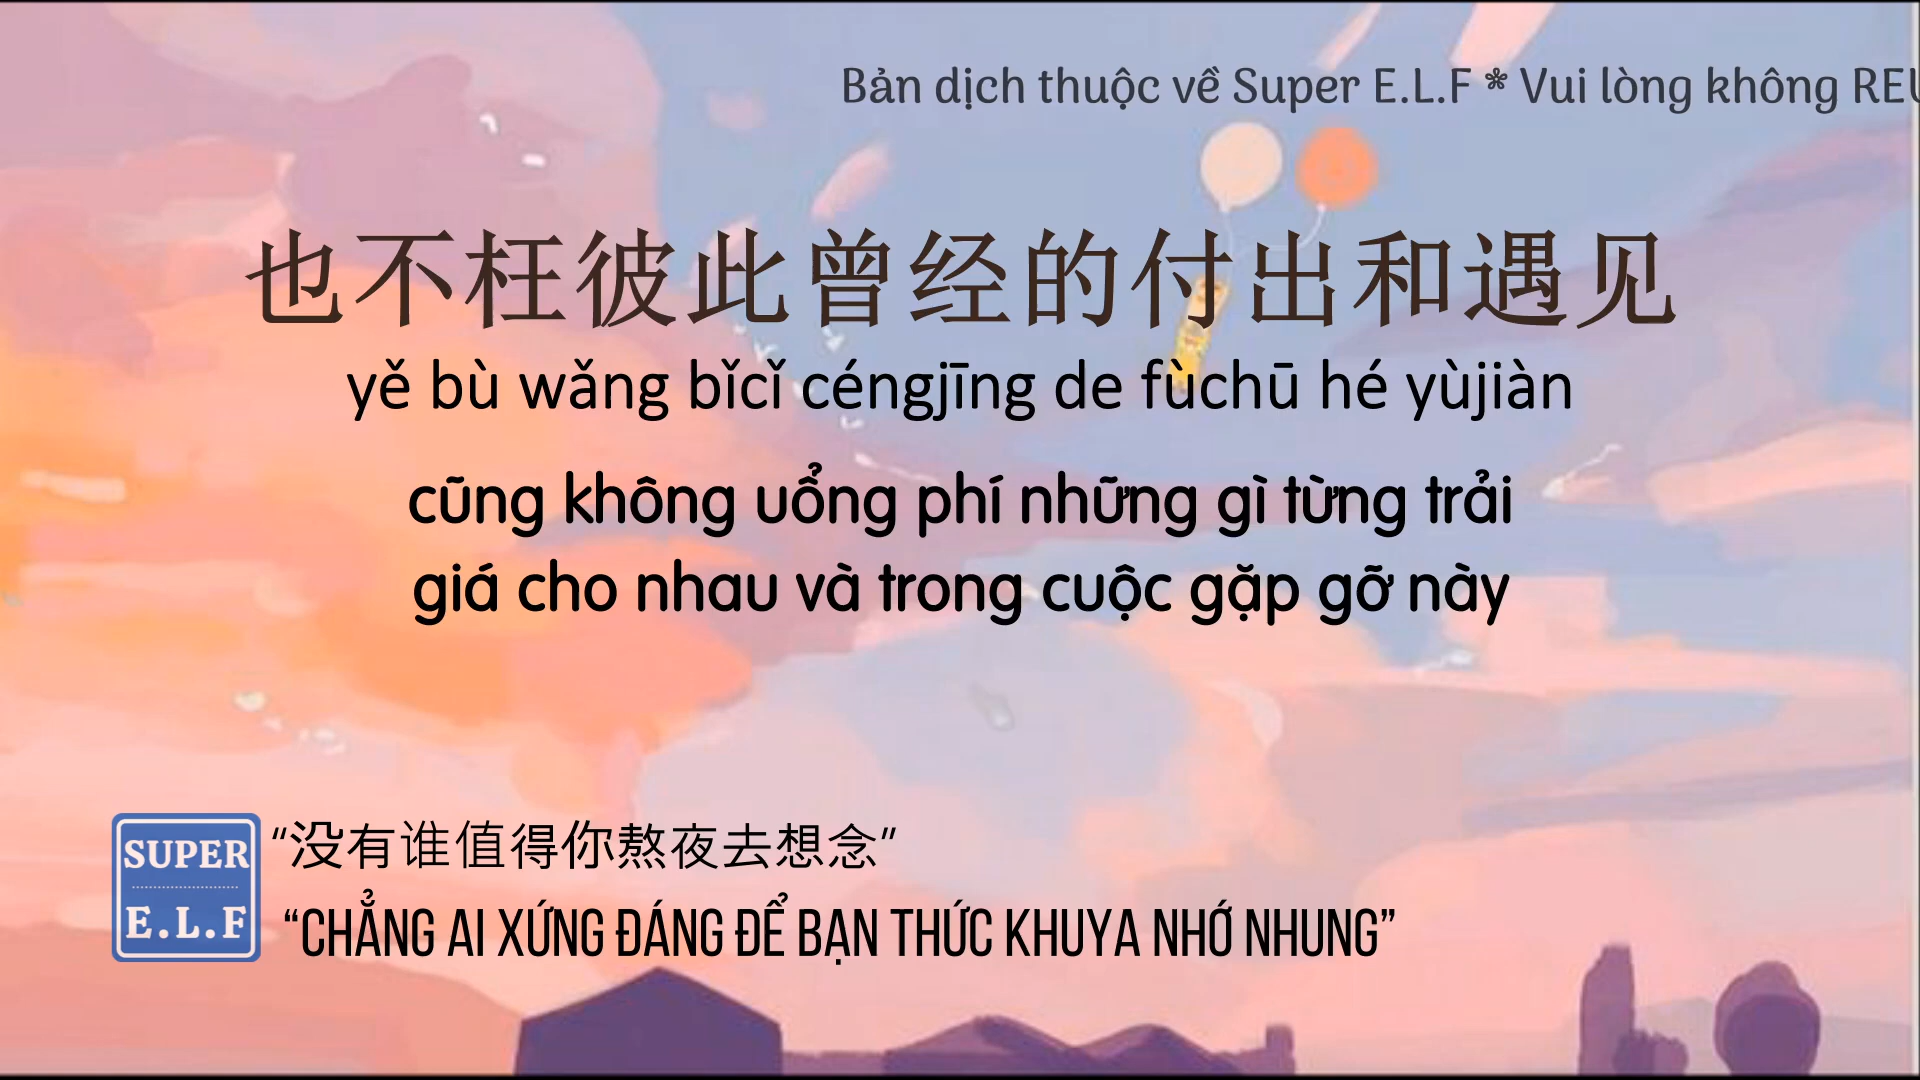 Bản dịch thuộc về Super E.L.F ❃ Vui lòng không
也不枉彼此曾经的付出和遇见
yě bù wǎng bǐcǐ céngjīng de fùchū hé yùjiàn
cũng không uổng phí những gì từng trải
giá cho nhau và trong cuộc gặp gỡ này
SUPER
E.L.F
“没有谁值得你熬夜去想念”
“CHẲNG AI XỨNG ĐÁNG ĐỂ BẠN THỨC KHUYA NHỚ NHUNG”